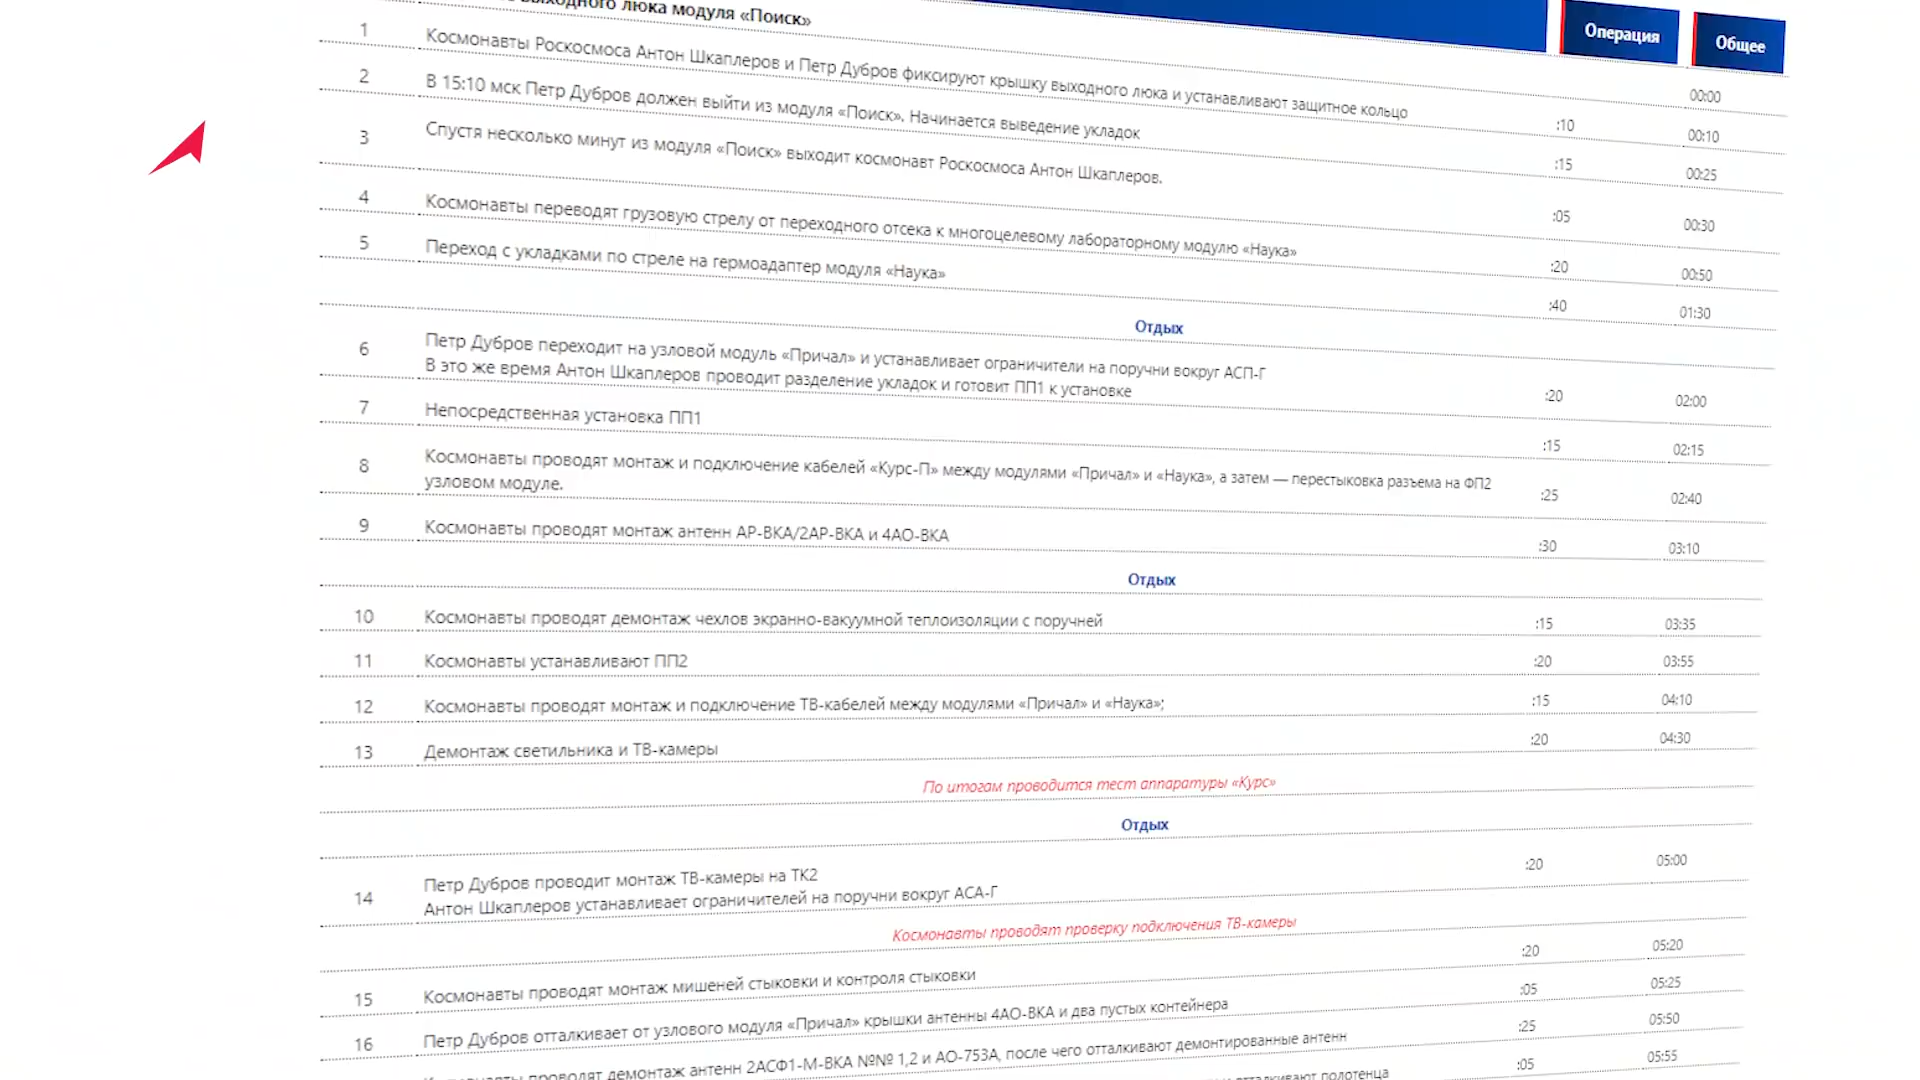 выходного люка модуля «Поиск»
Операция
Общее
00:00
1
Космонавты Роскосмоса Антон Шкаплеров и Петр Дубров фиксируют крышку выходного люка и устанавливают защитное кольцо
:10
00:10
2
В 15:10 мск Петр Дубров должен выйти из модуля «Поиск». Начинается выведение укладок
:15
00:25
3
Спустя несколько минут из модуля «Поиск» выходит космонавт Роскосмоса Антон Шкаплеров.
:05
00:30
4
Космонавты переводят грузовую стрелу от переходного отсека к многоцелевому лабораторному модулю «Наука»
:20
00:50
5
Переход с укладками по стреле на гермоадаптер модуля «Наука»
:40
01:30
Отдых
6
Петр Дубров переходит на узловой модуль «Причал» и устанавливает ограничители на поручни вокруг АСП-Г
В это же время Антон Шкаплеров проводит разделение укладок и готовит ПП1 к установке
:20
02:00
7
Непосредственная установка ПП1
:15
02:15
8
Космонавты проводят монтаж и подключение кабелей «Курс-П» между модулями «Причал» и «Наука», а затем — перестыковка разъема на ФП2
узловом модуле.
:25
02:40
9
Космонавты проводят монтаж антенн АР-ВКА/2АР-ВКА и 4АО-ВКА
:30
03:10
Отдых
10
Космонавты проводят демонтаж чехлов экранно-вакуумной теплоизоляции с поручней
:15
03:35
11
Космонавты устанавливают ПП2
:20
03:55
12
Космонавты проводят монтаж и подключение ТВ-кабелей между модулями «Причал» и «Наука»;
:15
04:10
13
Демонтаж светильника и ТВ-камеры
:20
04:30
По итогам проводится тест аппаратуры «Курс»
Отдых
14
Петр Дубров проводит монтаж ТВ-камеры на ТК2
Антон Шкаплеров устанавливает ограничителей на поручни вокруг АСА-Г
:20
05:00
Космонавты проводят проверку подключения ТВ-камеры
15
Космонавты проводят монтаж мишеней стыковки и контроля стыковки
:20
05:20
16
Петр Дубров отталкивает от узлового модуля «Причал» крышки антенны 4АО-ВКА и два пустых контейнера
:05
05:25
проводят демонтаж антенн 2АСФ1-М-ВКА №№ 1,2 и АО-753А, после чего отталкивают демонтированные антенн
:25
05:50
отталкивают полотенца
:05
05:55